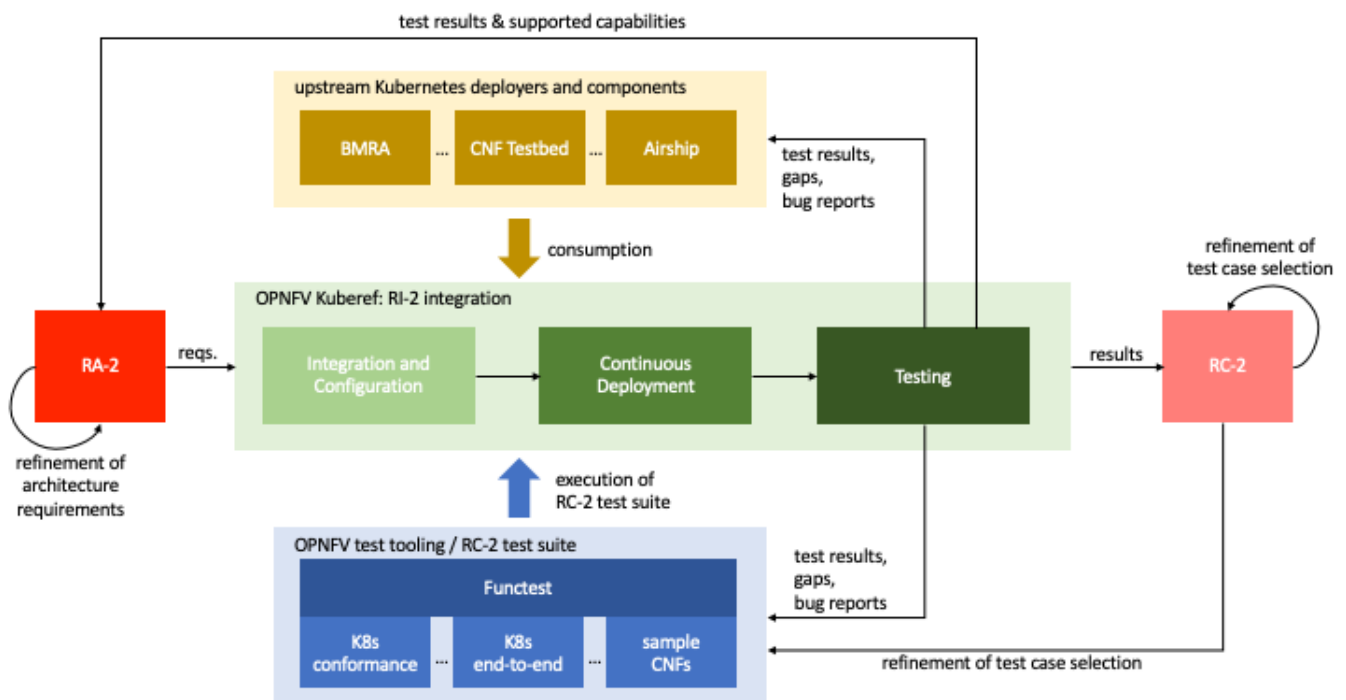 test results & supported capabilities
upstream Kubernetes deployers and components
BMRA
...
CNF Testbed
...
Airship
test results,
gaps,
bug reports
consumption
refinement of
test case selection
OPNFV Kuberef: RI-2 integration
RA-2
reqs.
Integration and
Configuration
Continuous
Deployment
Testing
results
RC-2
refinement of
architecture
requirements
execution of
RC-2 test suite
OPNFV test tooling / RC-2 test suite
Functest
K8s
conformance
...
K8s
end-to-end
...
sample
CNFs
test results,
gaps,
bug reports
refinement of test case selection